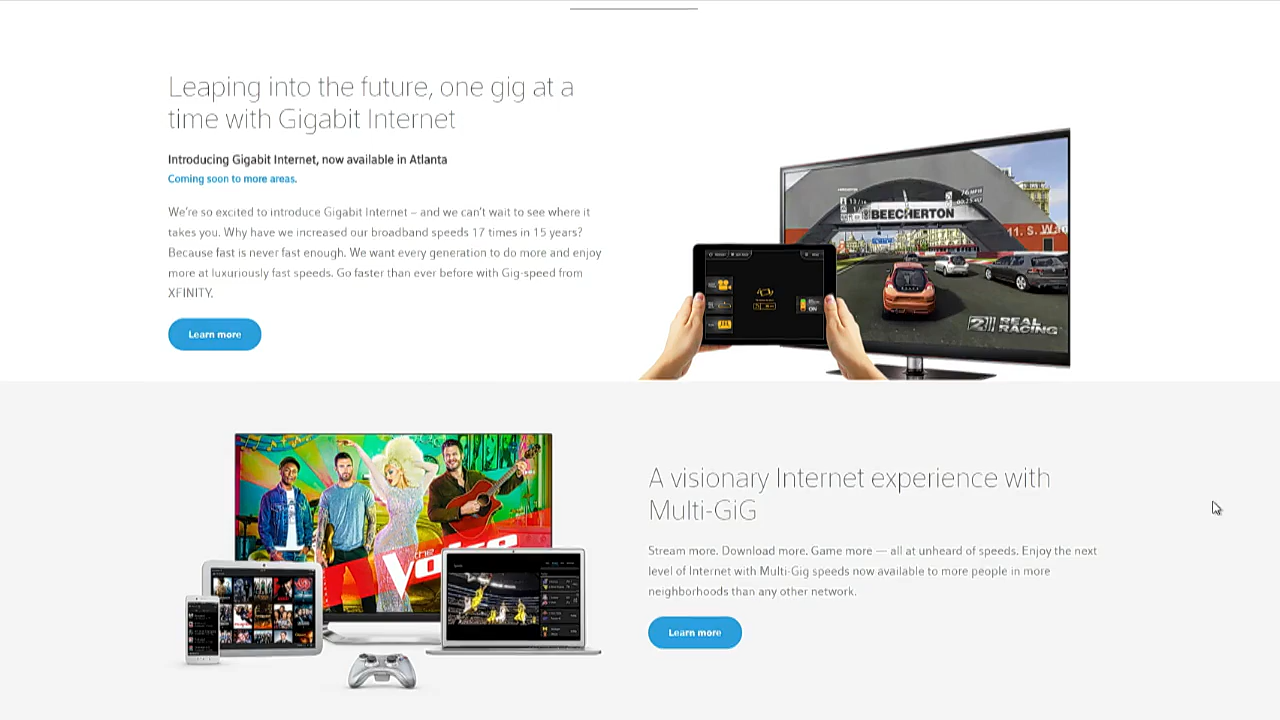 Leaping into the future, one gig at a
time with Gigabit Internet
Introducing Gigabit Internet, now available in Atlanta
Coming soon to more areas.
We're so excited to introduce Gigabit Internet – and we can't wait to see where it
takes you. Why have we increased our broadband speeds 17 times in 15 years?
Because fast is never fast enough. We want every generation to do more and enjoy
more at luxuriously fast speeds. Go faster than ever before with Gig-speed from
XFINITY.
Learn more
BEECHERTON
11. S. Wac
REAL
RACING
ON
the
Voice
A visionary Internet experience with
Multi-GiG
Stream more. Download more. Game more — all at unheard of speeds. Enjoy the next
level of Internet with Multi-Gig speeds now available to more people in more
neighborhoods than any other network.
Learn more